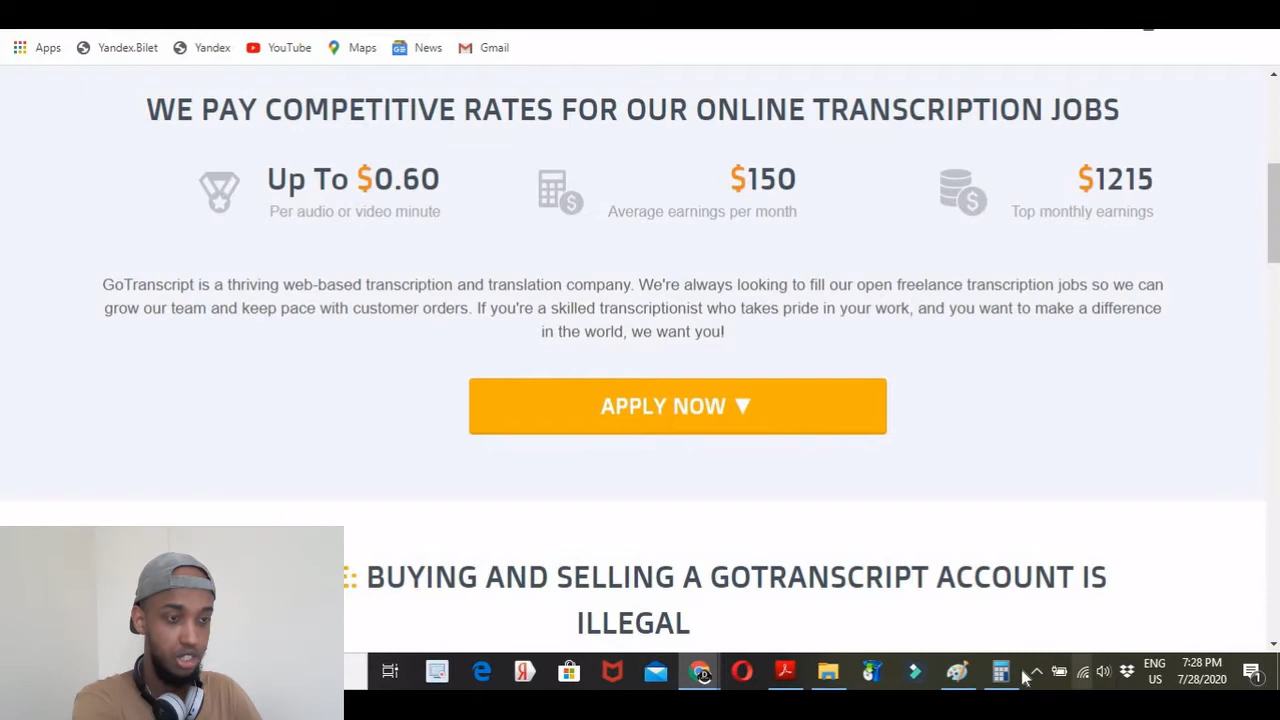 Apps Yandex.Bilet Yandex YouTube Maps News Gmail
WE PAY COMPETITIVE RATES FOR OUR ONLINE TRANSCRIPTION JOBS
Up To $0.60
Per audio or video minute
$150
Average earnings per month
$1215
Top monthly earnings
GoTranscript is a thriving web-based transcription and translation company. We're always looking to fill our open freelance transcription jobs so we can
grow our team and keep pace with customer orders. If you're a skilled transcriptionist who takes pride in your work, and you want to make a difference
in the world, we want you!
APPLY NOW ▼
E: BUYING AND SELLING A GOTRANSCRIPT ACCOUNT IS
ILLEGAL
ENG
US
7:28 PM
7/28/2020
1